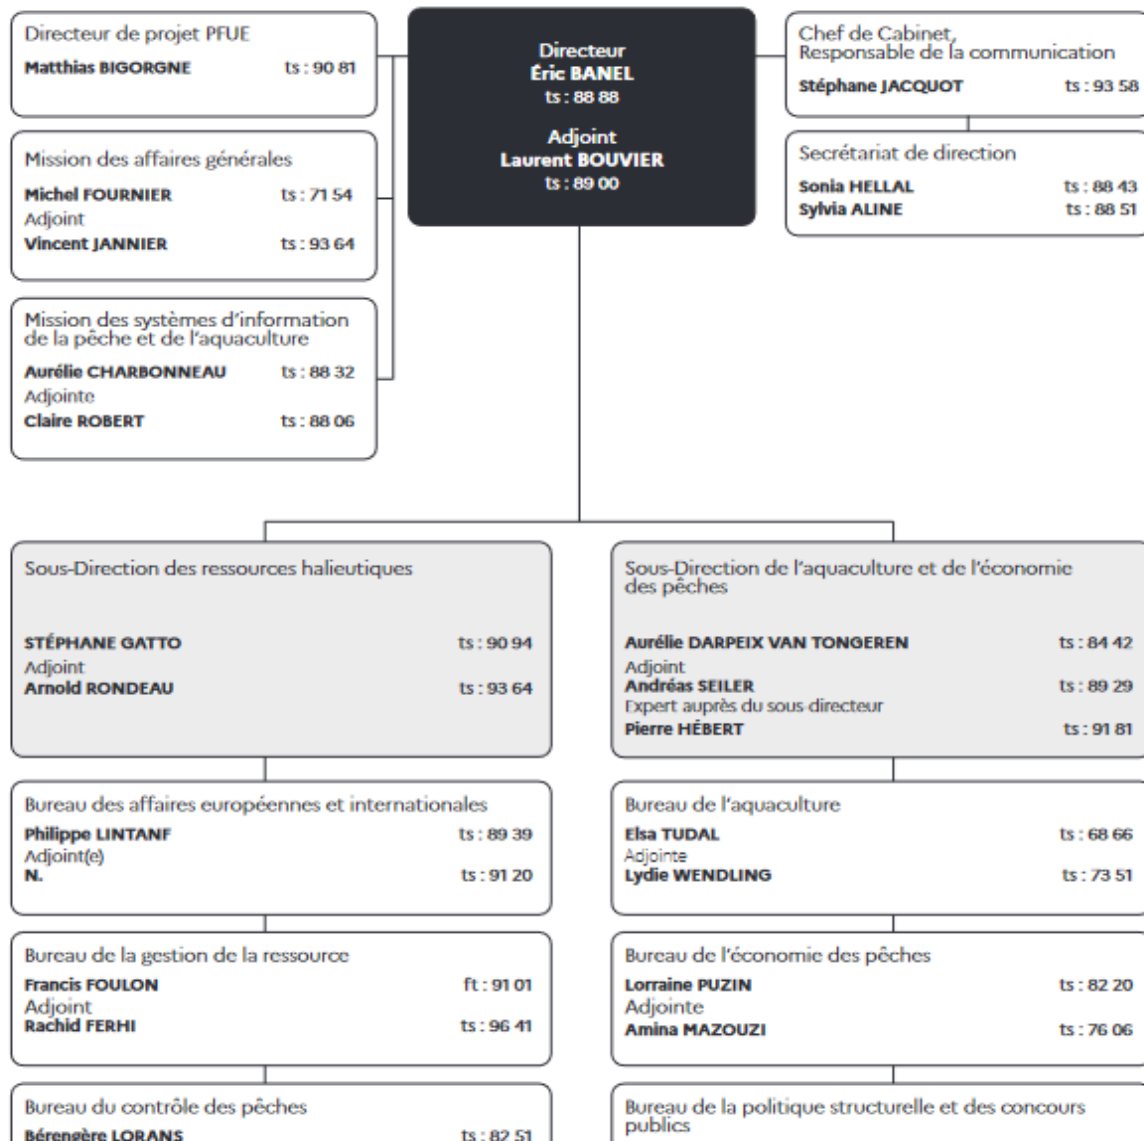 Directeur de projet PFUE
Matthias BIGORGNE ts : 90 81
Mission des affaires générales
Michel FOURNIER ts : 71 54
Adjoint
Vincent JANNIER ts : 93 64
Mission des systèmes d'information
de la pêche et de l'aquaculture
Aurélie CHARBONNEAU ts : 88 32
Adjointe
Claire ROBERT ts : 88 06
Directeur
Éric BANEL
ts : 88 88
Adjoint
Laurent BOUVIER
ts : 89 00
Chef de Cabinet,
Responsable de la communication
Stéphane JACQUOT ts : 93 58
Secrétariat de direction
Sonia HELLAL ts : 88 43
Sylvia ALINE ts : 88 51
Sous-Direction des ressources halieutiques
STÉPHANE GATTO ts : 90 94
Adjoint
Arnold RONDEAU ts : 93 64
Bureau des affaires européennes et internationales
Philippe LINTANF ts : 89 39
Adjoint(e)
N. ts : 91 20
Bureau de la gestion de la ressource
Francis FOULON ft : 91 01
Adjoint
Rachid FERHI ts : 96 41
Bureau du contrôle des pêches
Bérengère LORANS ts : 82 51
Sous-Direction de l'aquaculture et de l'économie
des pêches
Aurélie DARPEIX VAN TONGEREN ts : 84 42
Adjoint
Andréas SEILER ts : 89 29
Expert auprès du sous-directeur
Pierre HÉBERT ts : 91 81
Bureau de l'aquaculture
Elsa TUDAL ts : 68 66
Adjointe
Lydie WENDLING ts : 73 51
Bureau de l'économie des pêches
Lorraine PUZIN ts : 82 20
Adjointe
Amina MAZOUZI ts : 76 06
Bureau de la politique structurelle et des concours
publics